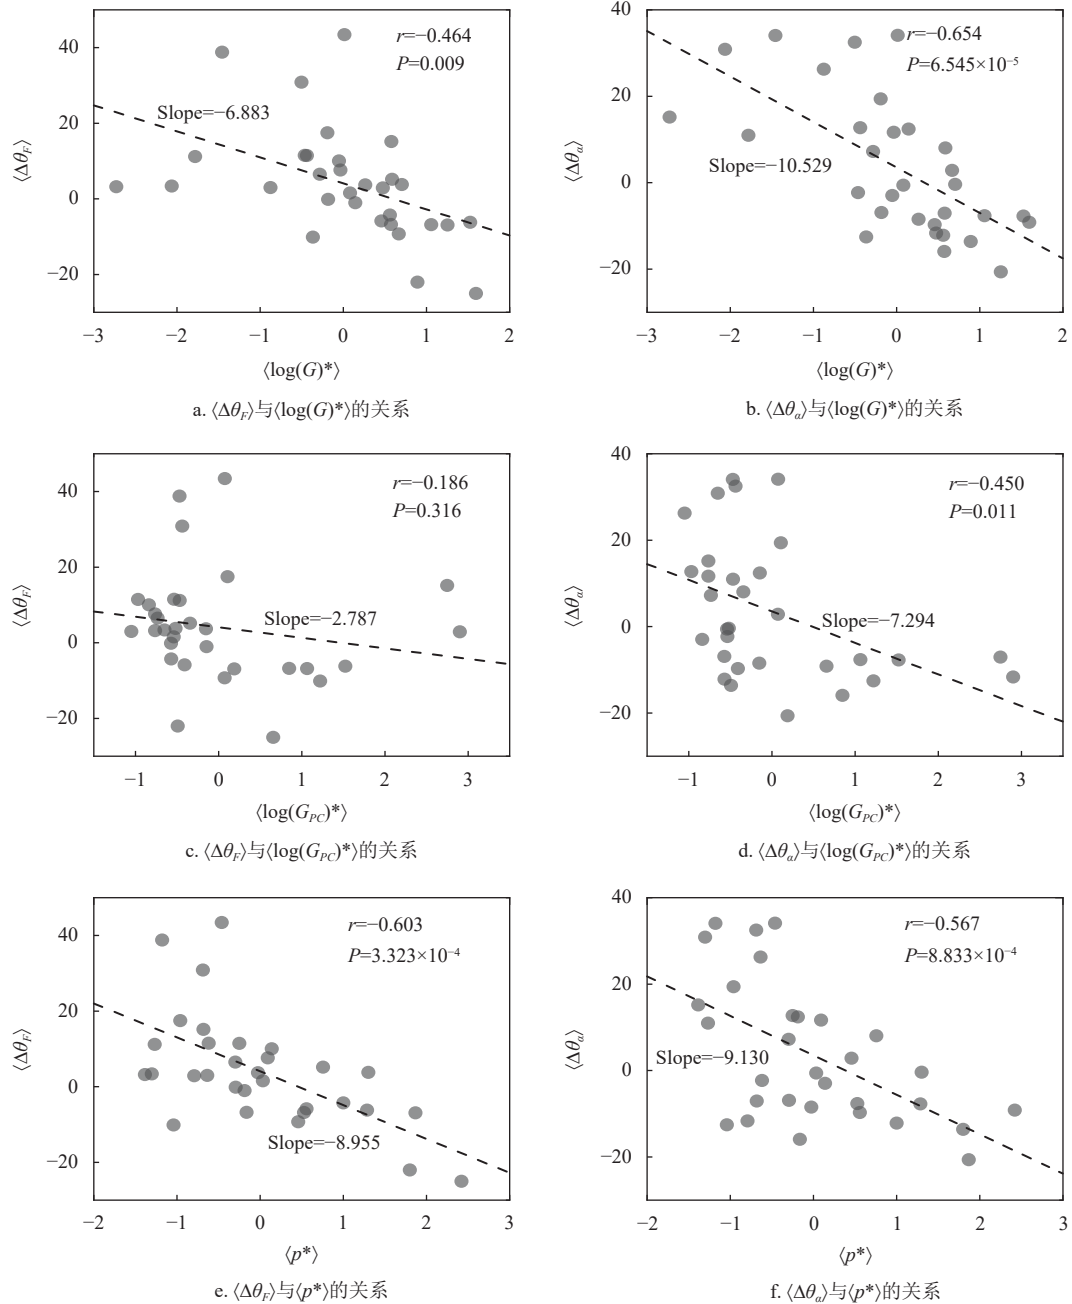 40
20
0
−20
⟨Δθ_F⟩
r=−0.464
P=0.009
Slope=−6.883
−3 −2 −1 0 1 2
⟨log(G)*⟩
a. ⟨Δθ_F⟩与⟨log(G)*⟩的关系
40
20
0
−20
⟨Δθ_α⟩
r=−0.654
P=6.545×10⁻⁵
Slope=−10.529
−3 −2 −1 0 1 2
⟨log(G)*⟩
b. ⟨Δθ_α⟩与⟨log(G)*⟩的关系
40
20
0
−20
⟨Δθ_F⟩
r=−0.186
P=0.316
Slope=−2.787
−1 0 1 2 3
⟨log(G_PC)*⟩
c. ⟨Δθ_F⟩与⟨log(G_PC)*⟩的关系
40
20
0
−20
⟨Δθ_α⟩
r=−0.450
P=0.011
Slope=−7.294
−1 0 1 2 3
⟨log(G_PC)*⟩
d. ⟨Δθ_α⟩与⟨log(G_PC)*⟩的关系
40
20
0
−20
⟨Δθ_F⟩
r=−0.603
P=3.323×10⁻⁴
Slope=−8.955
−2 −1 0 1 2 3
⟨p*⟩
e. ⟨Δθ_F⟩与⟨p*⟩的关系
40
20
0
−20
⟨Δθ_α⟩
r=−0.567
P=8.833×10⁻⁴
Slope=−9.130
−2 −1 0 1 2 3
⟨p*⟩
f. ⟨Δθ_α⟩与⟨p*⟩的关系